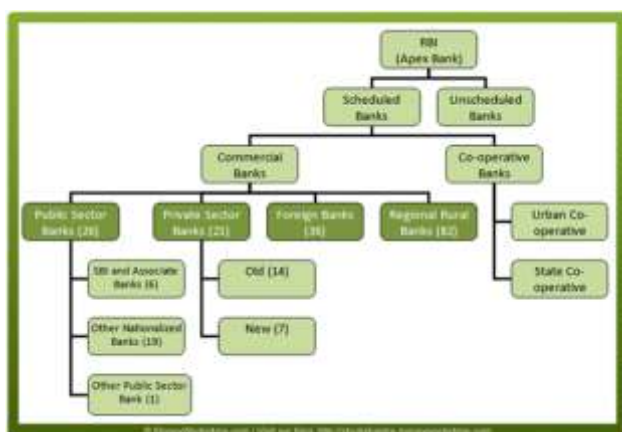 RBI
(Apex Bank)
Scheduled
Banks
Unscheduled
Banks
Commercial
Banks
Co-operative
Banks
Public Sector
Banks (26)
Private Sector
Banks (21)
Foreign Banks
Regional Rural
Banks (82)
Urban Co-
operative
SBI and Associate
Banks (6)
Old (14)
State Co-
operative
Other Nationalized
Banks (19)
New (7)
Other Public Sector
Bank (1)